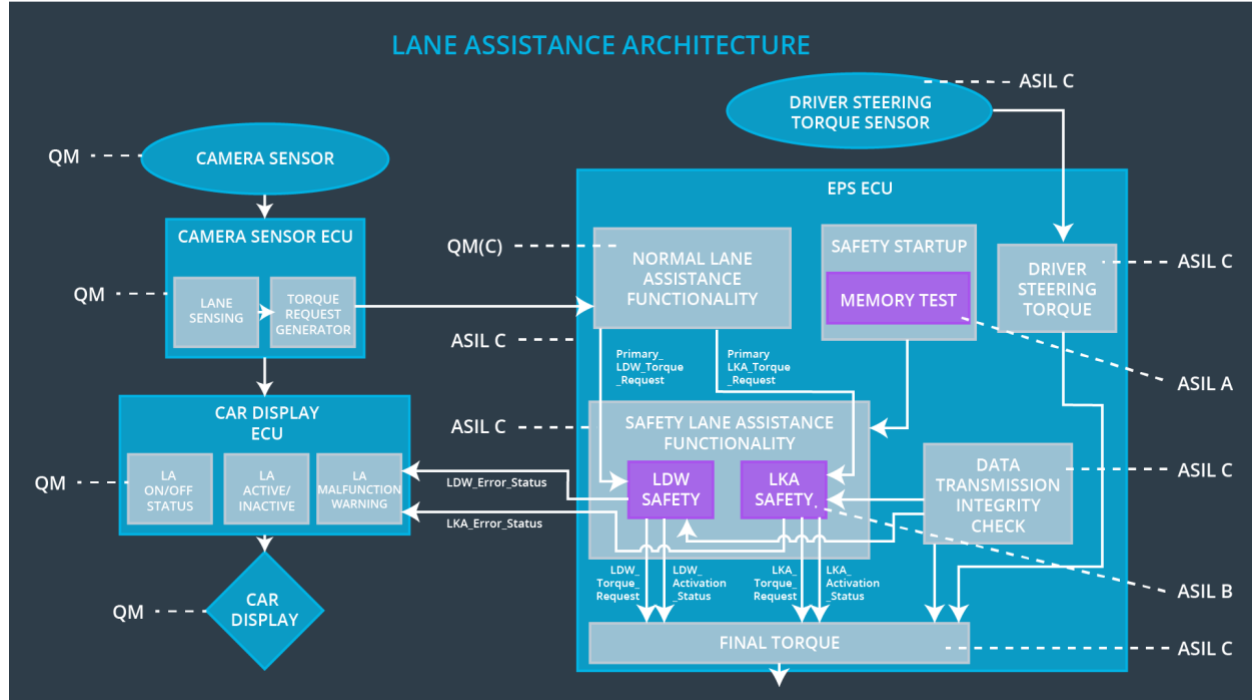 LANE ASSISTANCE ARCHITECTURE
ASIL C
DRIVER STEERING
TORQUE SENSOR
QM
CAMERA SENSOR
EPS ECU
CAMERA SENSOR ECU
LANE
SENSING
TORQUE
REQUEST
GENERATOR
QM
QM(C)
NORMAL LANE
ASSISTANCE
FUNCTIONALITY
SAFETY STARTUP
MEMORY TEST
DRIVER
STEERING
TORQUE
ASIL C
ASIL C
Primary_
LDW_Torque
_Request
Primary
LKA_Torque
_Request
ASIL A
CAR DISPLAY
ECU
LA
ON/OFF
STATUS
LA
ACTIVE/
INACTIVE
LA
MALFUNCTION
WARNING
QM
ASIL C
SAFETY LANE ASSISTANCE
FUNCTIONALITY
LDW
SAFETY
LKA
SAFETY
DATA
TRANSMISSION
INTEGRITY
CHECK
ASIL C
LDW_Error_Status
LKA_Error_Status
LDW_
Torque_
Request
LDW_
Activation
_Status
LKA_
Torque_
Request
LKA_
Activation
_Status
ASIL B
QM
CAR
DISPLAY
FINAL TORQUE
ASIL C